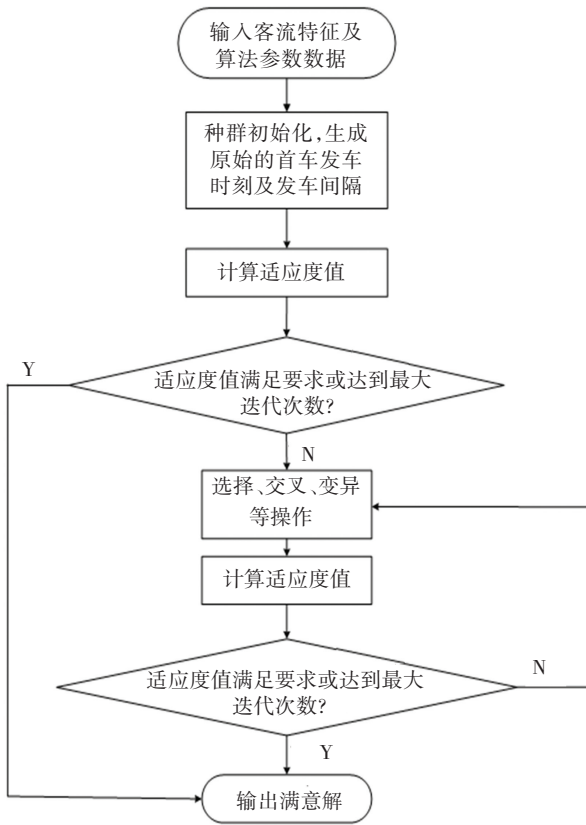 输入客流特征及
算法参数数据
种群初始化,生成
原始的首车发车
时刻及发车间隔
计算适应度值
Y
适应度值满足要求或达到最大
迭代次数?
N
选择、交叉、变异
等操作
计算适应度值
适应度值满足要求或达到最大
迭代次数?
N
Y
输出满意解